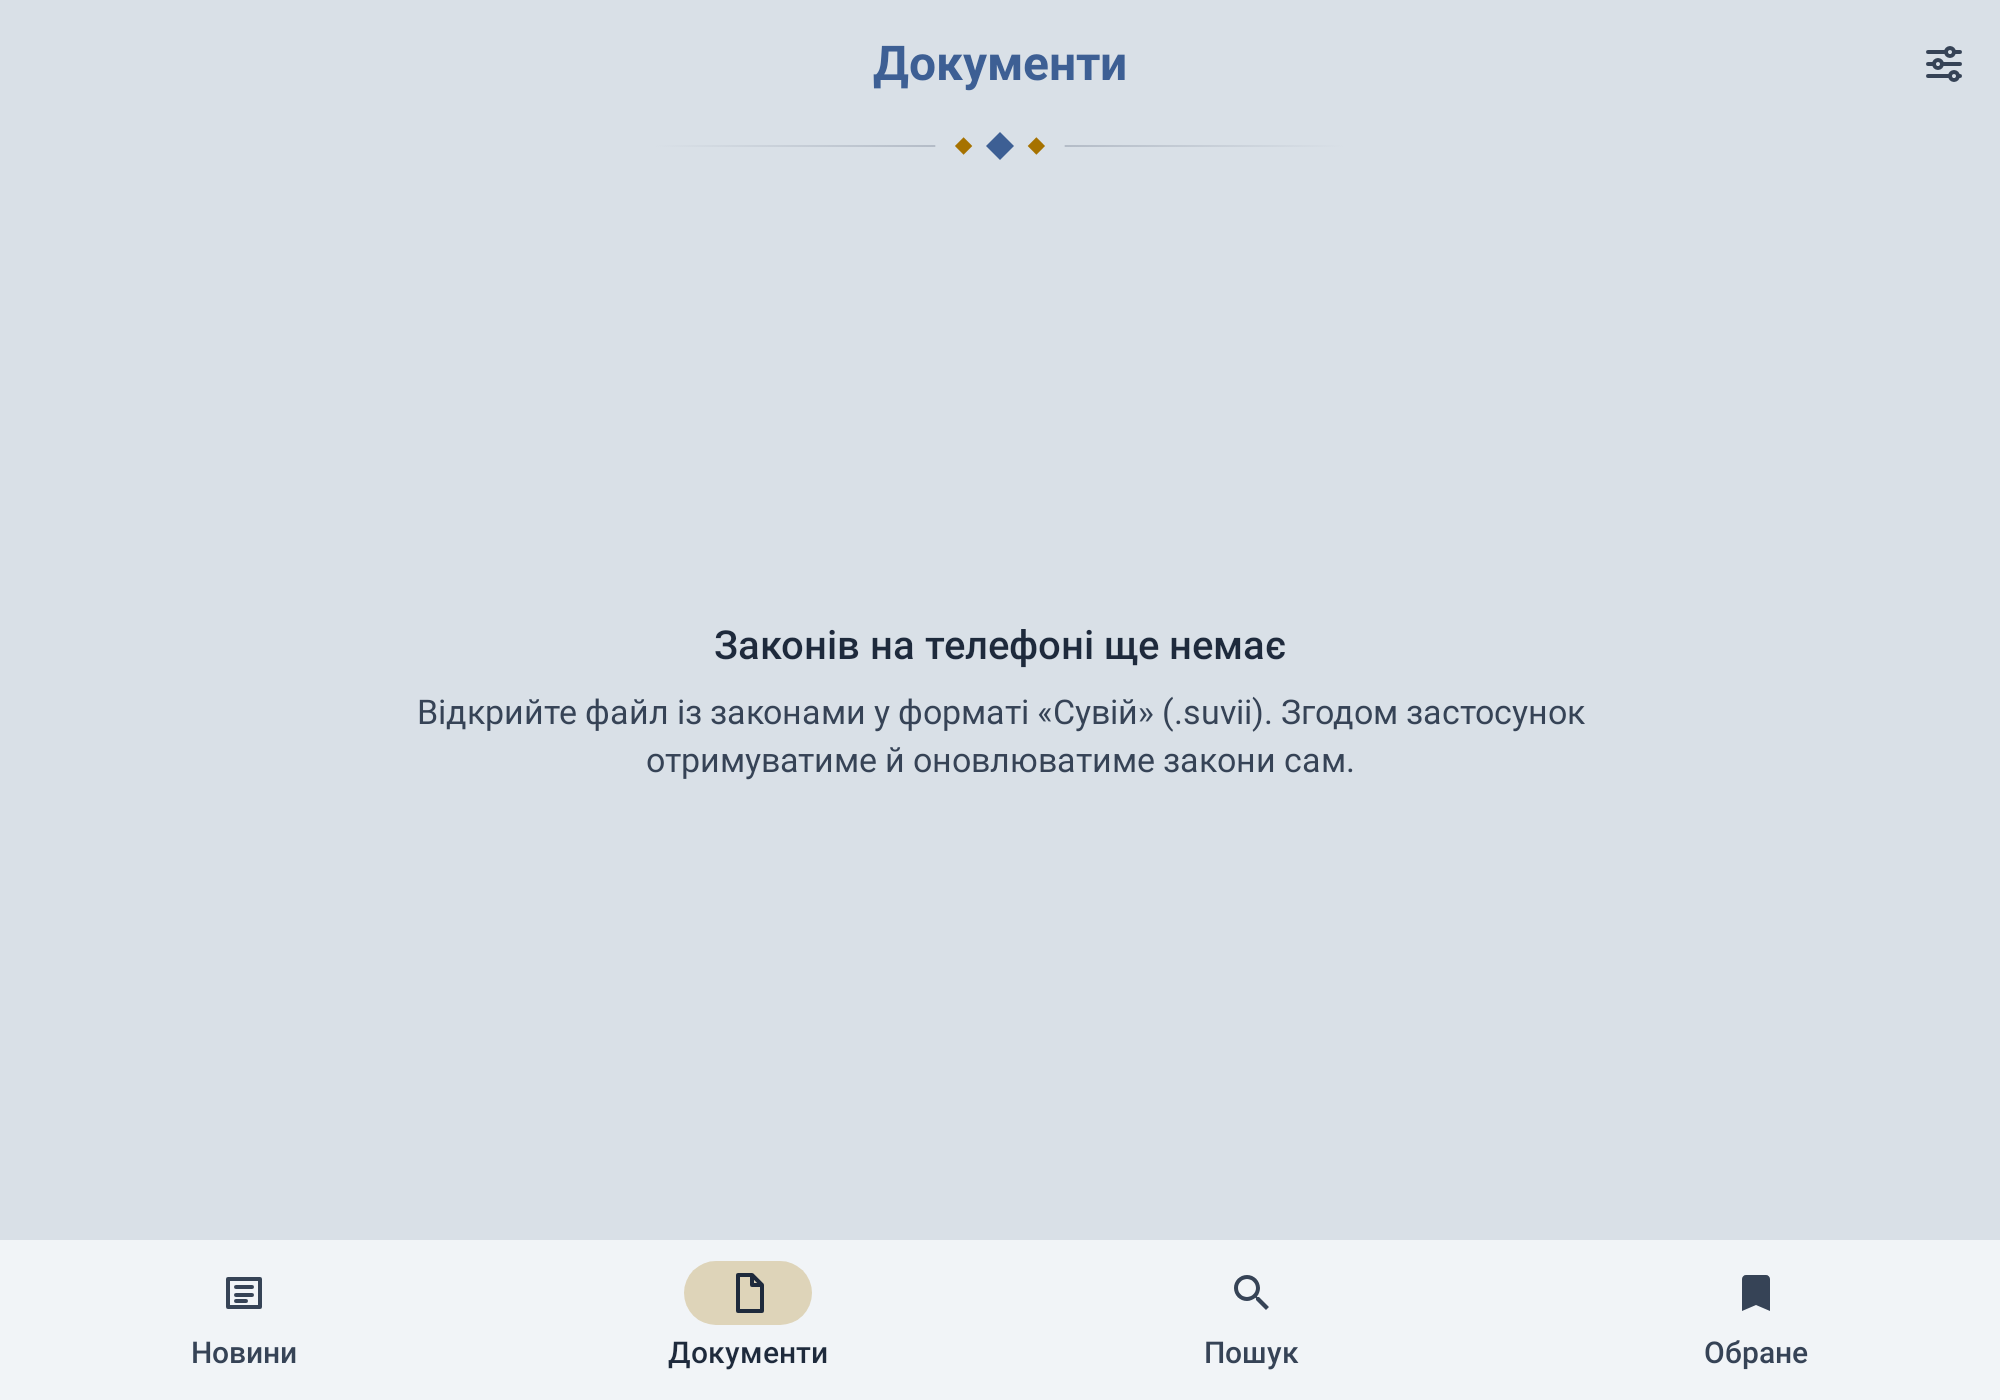 Документи
Законів на телефоні ще немає
Відкрийте файл із законами у форматі «Сувій» (.suvii). Згодом застосунок
отримуватиме й оновлюватиме закони сам.
Новини
Документи
Пошук
Обране